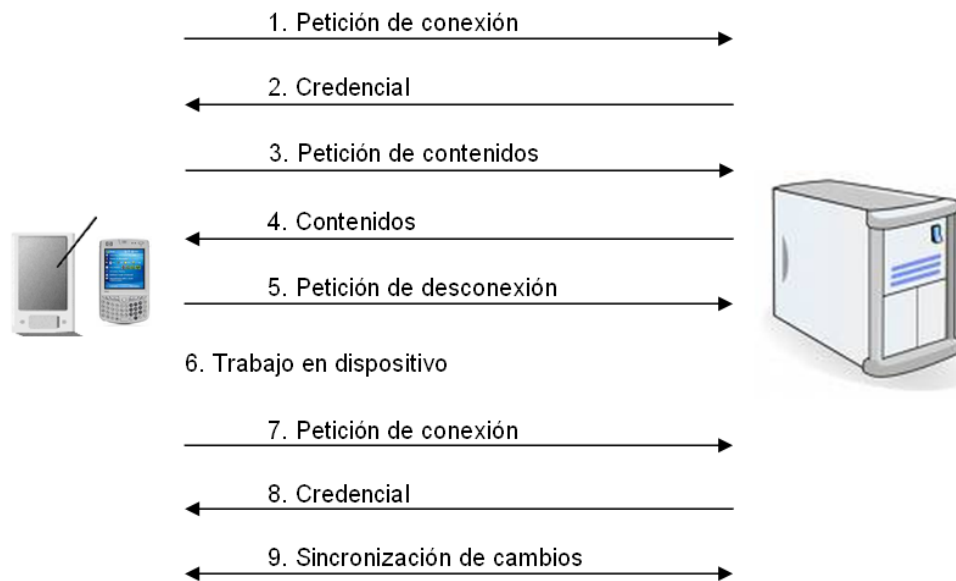 1. Petición de conexión
2. Credencial
3. Petición de contenidos
4. Contenidos
5. Petición de desconexión
6. Trabajo en dispositivo
7. Petición de conexión
8. Credencial
9. Sincronización de cambios